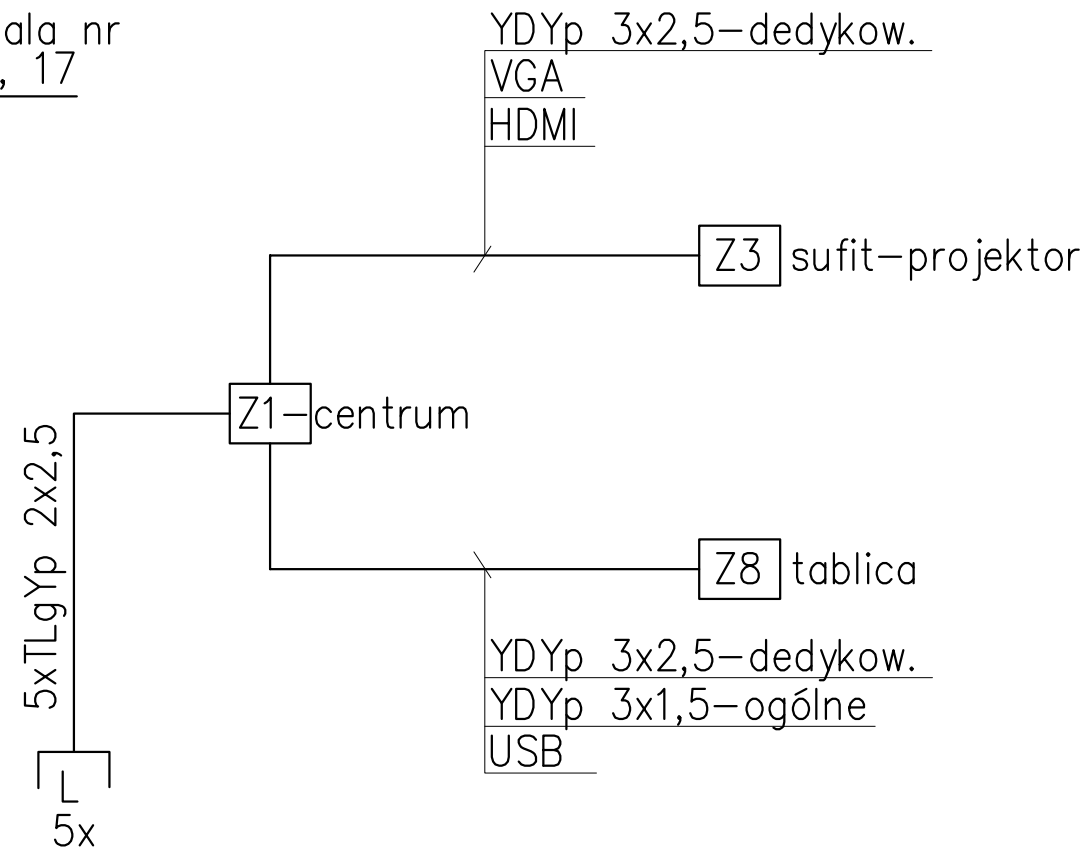 ala nr
, 17
YDYp 3x2,5-dedykow.
VGA
HDMI
Z3 sufit-projektor
Z1-centrum
5xTLgYp 2x2,5
Z8 tablica
YDYp 3x2,5-dedykow.
YDYp 3x1,5-ogólne
USB
L
5x